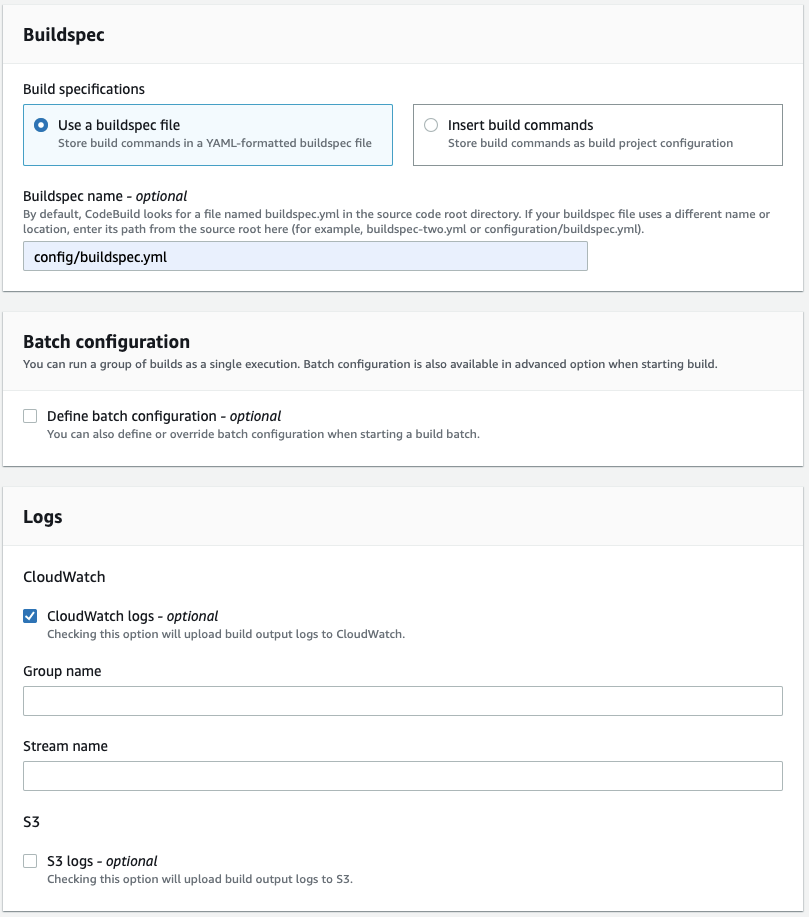 Buildspec
Build specifications
Use a buildspec file
Store build commands in a YAML-formatted buildspec file
Insert build commands
Store build commands as build project configuration
Buildspec name - optional
By default, CodeBuild looks for a file named buildspec.yml in the source code root directory. If your buildspec file uses a different name or
location, enter its path from the source root here (for example, buildspec-two.yml or configuration/buildspec.yml).
config/buildspec.yml
Batch configuration
You can run a group of builds as a single execution. Batch configuration is also available in advanced option when starting build.
Define batch configuration - optional
You can also define or override batch configuration when starting a build batch.
Logs
CloudWatch
CloudWatch logs - optional
Checking this option will upload build output logs to CloudWatch.
Group name
Stream name
S3
S3 logs - optional
Checking this option will upload build output logs to S3.